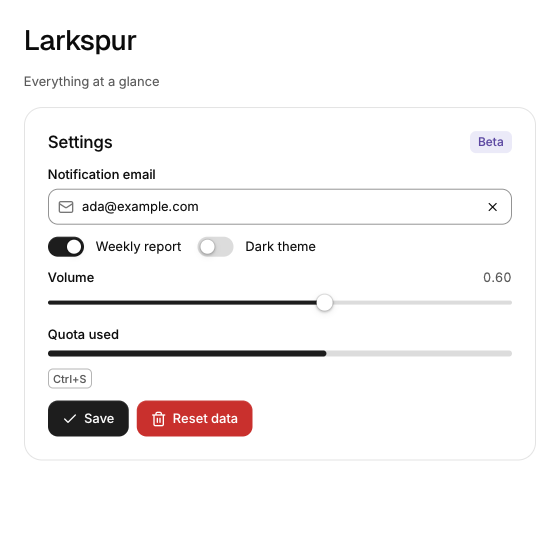 Larkspur
Everything at a glance
Settings
Beta
Notification email
ada@example.com
Weekly report
Dark theme
Volume
0.60
Quota used
Ctrl+S
Save
Reset data